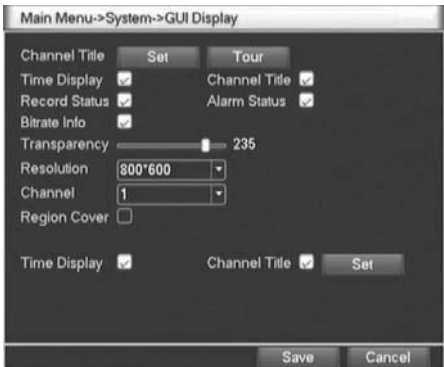 Main Menu->System->GUI Display
Channel Title Set Tour
Time Display Channel Title
Record Status Alarm Status
Bitrate Info
Transparency 235
Resolution 800*600
Channel 1
Region Cover
Time Display Channel Title Set
Save Cancel